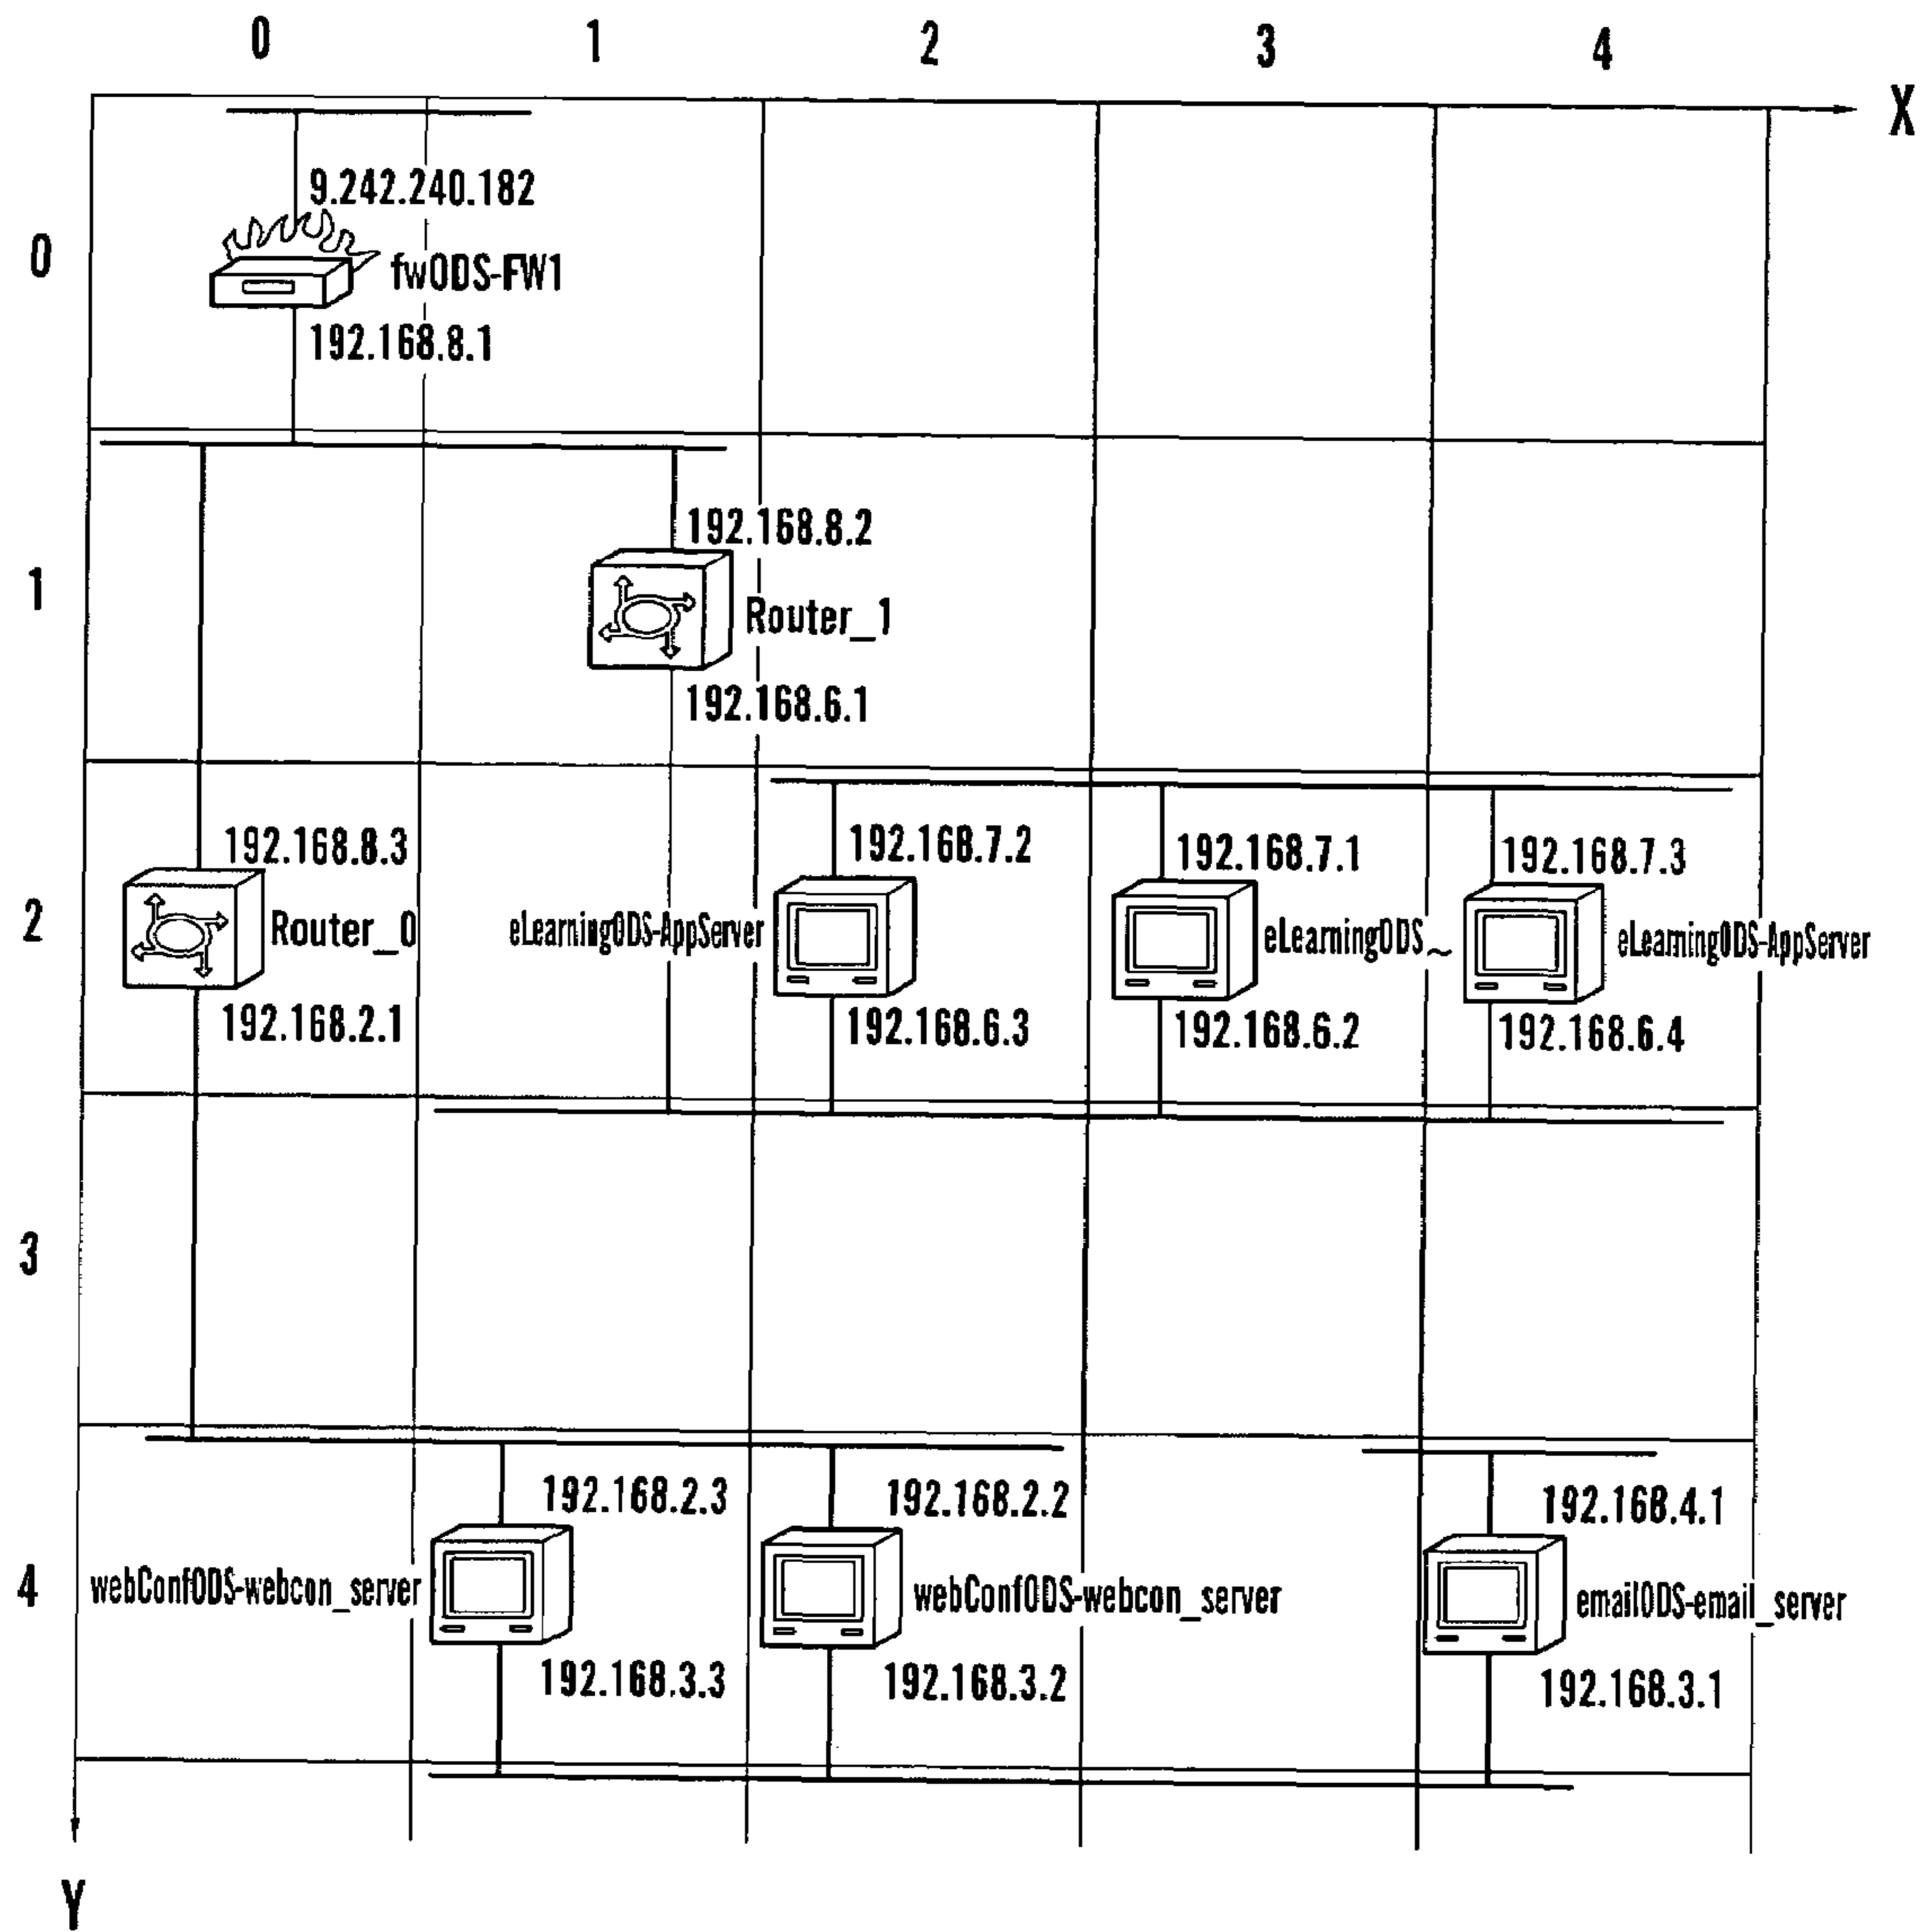 0 1 2 3 4
X
0
9.242.240.182
fwODS-FW1
192.168.8.1
1
192.168.8.2
Router_1
192.168.6.1
2
192.168.8.3
Router_0
192.168.2.1
192.168.7.2
eLearningODS-AppServer
192.168.6.3
192.168.7.1
eLearningODS~
192.168.6.2
192.168.7.3
eLearningODS-AppServer
192.168.6.4
3
4
192.168.2.3
webConfODS-webcon_server
192.168.3.3
192.168.2.2
webConfODS-webcon_server
192.168.3.2
192.168.4.1
emailODS-email_server
192.168.3.1
Y